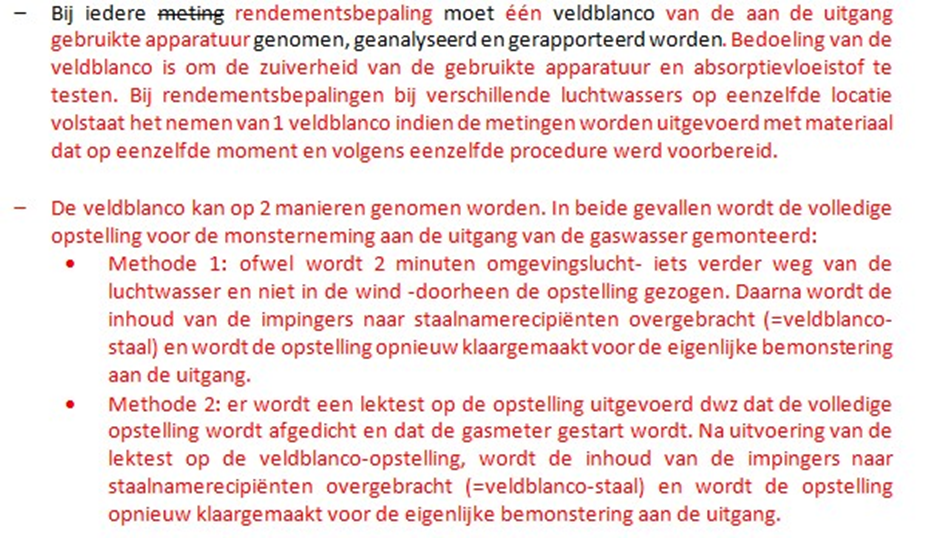 – Bij iedere meting rendementsbepaling moet één veldblanco van de aan de uitgang
gebruikte apparatuur genomen, geanalyseerd en gerapporteerd worden. Bedoeling van de
veldblanco is om de zuiverheid van de gebruikte apparatuur en absorptievloeistof te
testen. Bij rendementsbepalingen bij verschillende luchtwassers op eenzelfde locatie
volstaat het nemen van 1 veldblanco indien de metingen worden uitgevoerd met materiaal
dat op eenzelfde moment en volgens eenzelfde procedure werd voorbereid.
– De veldblanco kan op 2 manieren genomen worden. In beide gevallen wordt de volledige
opstelling voor de monsterneming aan de uitgang van de gaswasser gemonteerd:
• Methode 1: ofwel wordt 2 minuten omgevingslucht- iets verder weg van de
luchtwasser en niet in de wind -doorheen de opstelling gezogen. Daarna wordt de
inhoud van de impingers naar staalnamerecipiënten overgebracht (=veldblanco-
staal) en wordt de opstelling opnieuw klaargemaakt voor de eigenlijke bemonstering
aan de uitgang.
• Methode 2: er wordt een lektest op de opstelling uitgevoerd dwz dat de volledige
opstelling wordt afgedicht en dat de gasmeter gestart wordt. Na uitvoering van de
lektest op de veldblanco-opstelling, wordt de inhoud van de impingers naar
staalnamerecipiënten overgebracht (=veldblanco-staal) en wordt de opstelling
opnieuw klaargemaakt voor de eigenlijke bemonstering aan de uitgang.